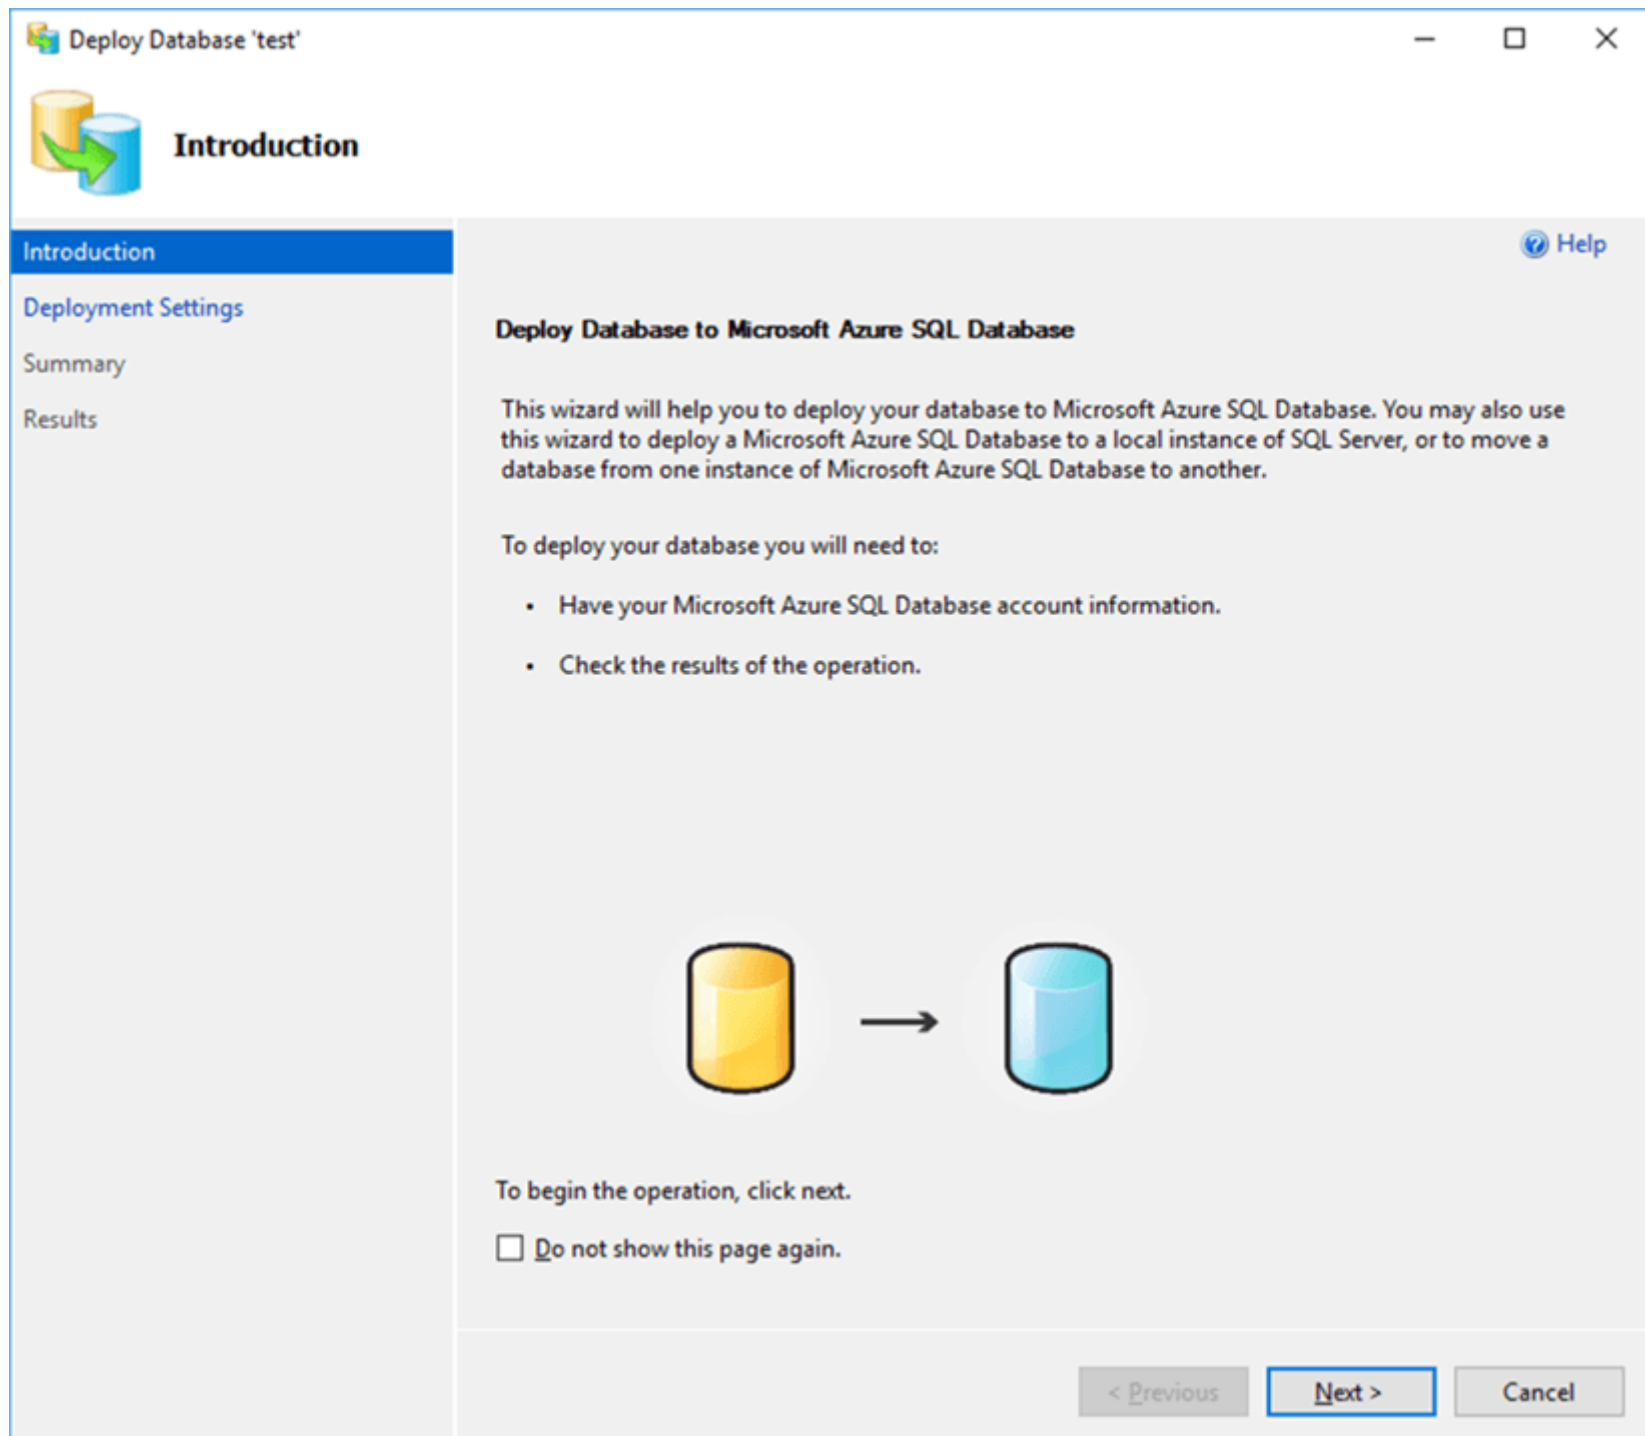 Deploy Database 'test'
Introduction
Introduction
Deployment Settings
Summary
Results
Help
Deploy Database to Microsoft Azure SQL Database
This wizard will help you to deploy your database to Microsoft Azure SQL Database. You may also use
this wizard to deploy a Microsoft Azure SQL Database to a local instance of SQL Server, or to move a
database from one instance of Microsoft Azure SQL Database to another.
To deploy your database you will need to:
• Have your Microsoft Azure SQL Database account information.
• Check the results of the operation.
To begin the operation, click next.
Do not show this page again.
< Previous
Next >
Cancel